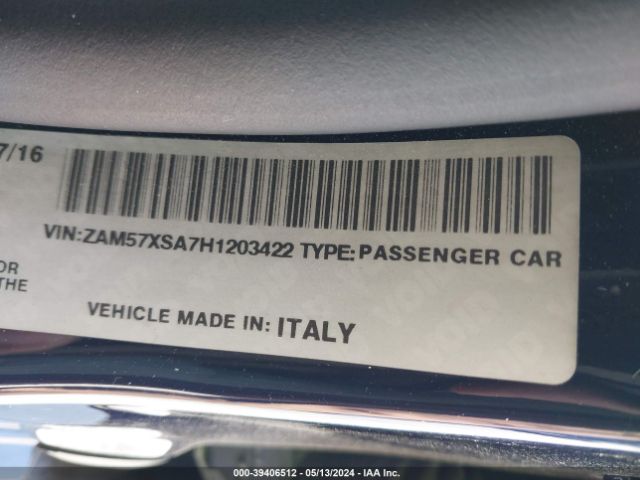 7/16
VIN:ZAM57XSA7H1203422 TYPE:PASSENGER CAR
OR
THE
VEHICLE MADE IN: ITALY
000-39406512 - 05/13/2024 - IAA Inc.